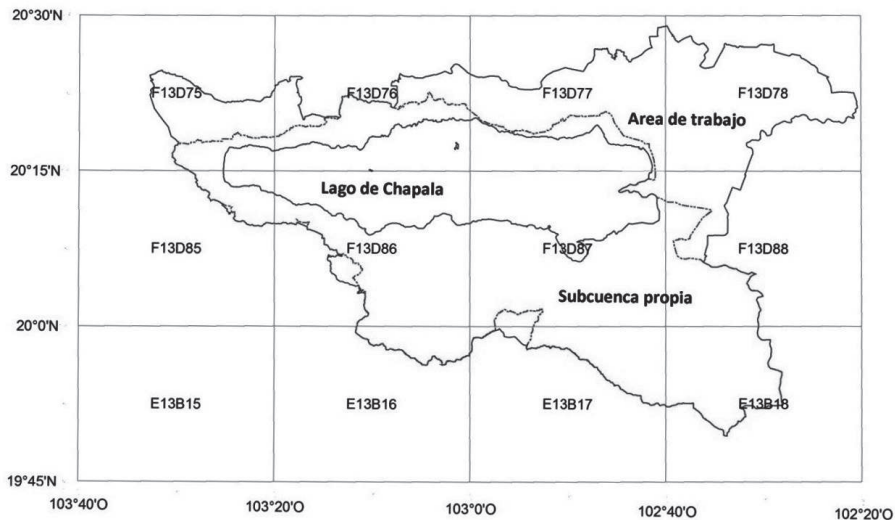 20°30'N
F13D75 F13D76 F13D77 F13D78
Area de trabajo
20°15'N
Lago de Chapala
F13D85 F13D86 F13D87 F13D88
Subcuenca propia
20°0'N
E13B15 E13B16 E13B17 E13B18
19°45'N
103°40'O 103°20'O 103°0'O 102°40'O 102°20'O